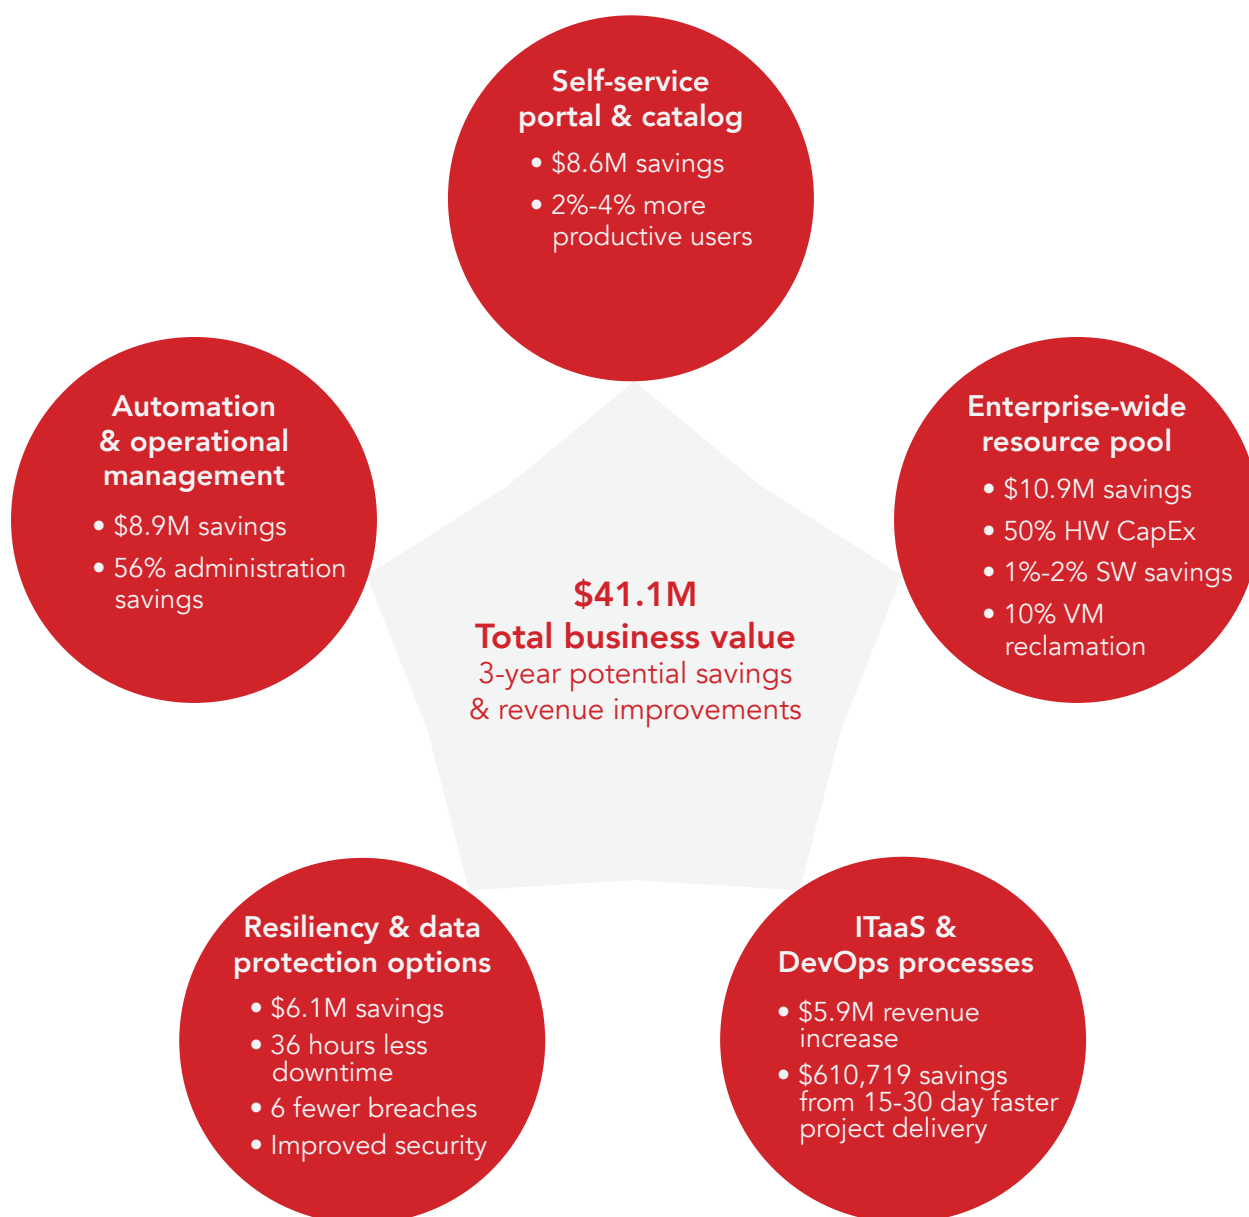 Self-service
portal & catalog
• $8.6M savings
• 2%-4% more
productive users
Automation
& operational
management
• $8.9M savings
• 56% administration
savings
Enterprise-wide
resource pool
• $10.9M savings
• 50% HW CapEx
• 1%-2% SW savings
• 10% VM
reclamation
$41.1M
Total business value
3-year potential savings
& revenue improvements
Resiliency & data
protection options
• $6.1M savings
• 36 hours less
downtime
• 6 fewer breaches
• Improved security
ITaaS &
DevOps processes
• $5.9M revenue
increase
• $610,719 savings
from 15-30 day faster
project delivery